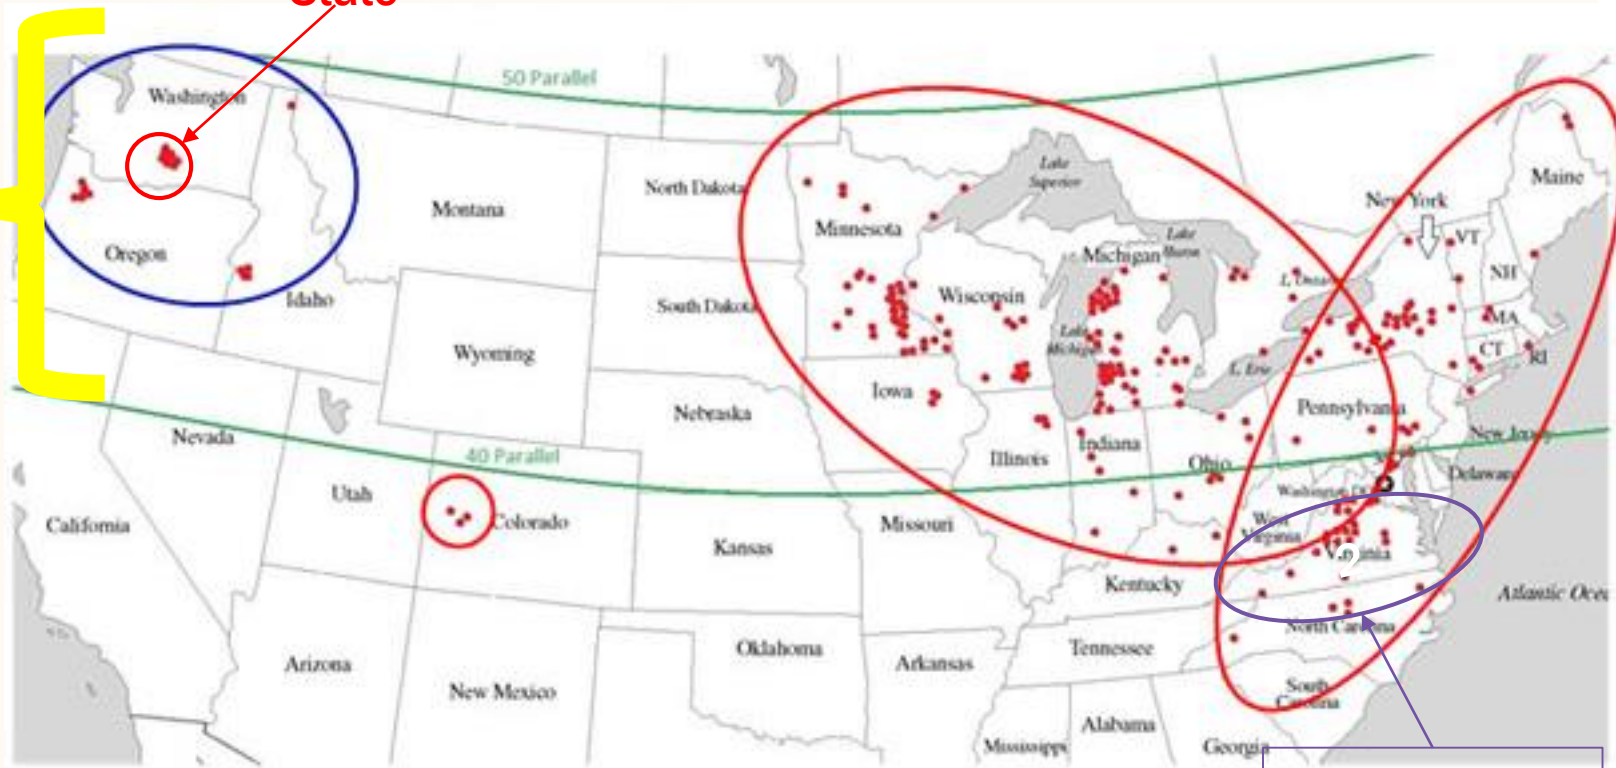 State
50 Parallel
Washington
Lake
Superior
Maine
North Dakota
New York
Montana
Minnesota
VT
Lake
Huron
Michigan
Oregon
NH
L. Ontario
Idaho
Wisconsin
South Dakota
MA
Lake
Michigan
Wyoming
CT
RI
L. Erie
Iowa
Nebraska
Pennsylvania
Nevada
New Jersey
Indiana
40 Parallel
Illinois
Ohio
Delaware
Washington
Utah
Colorado
California
Missouri
West
Virginia
Kansas
Virginia
?
Kentucky
Atlantic Ocea
North Carolina
Oklahoma
Tennessee
Arizona
Arkansas
New Mexico
South
Carolina
Alabama
Mississippi
Georgia